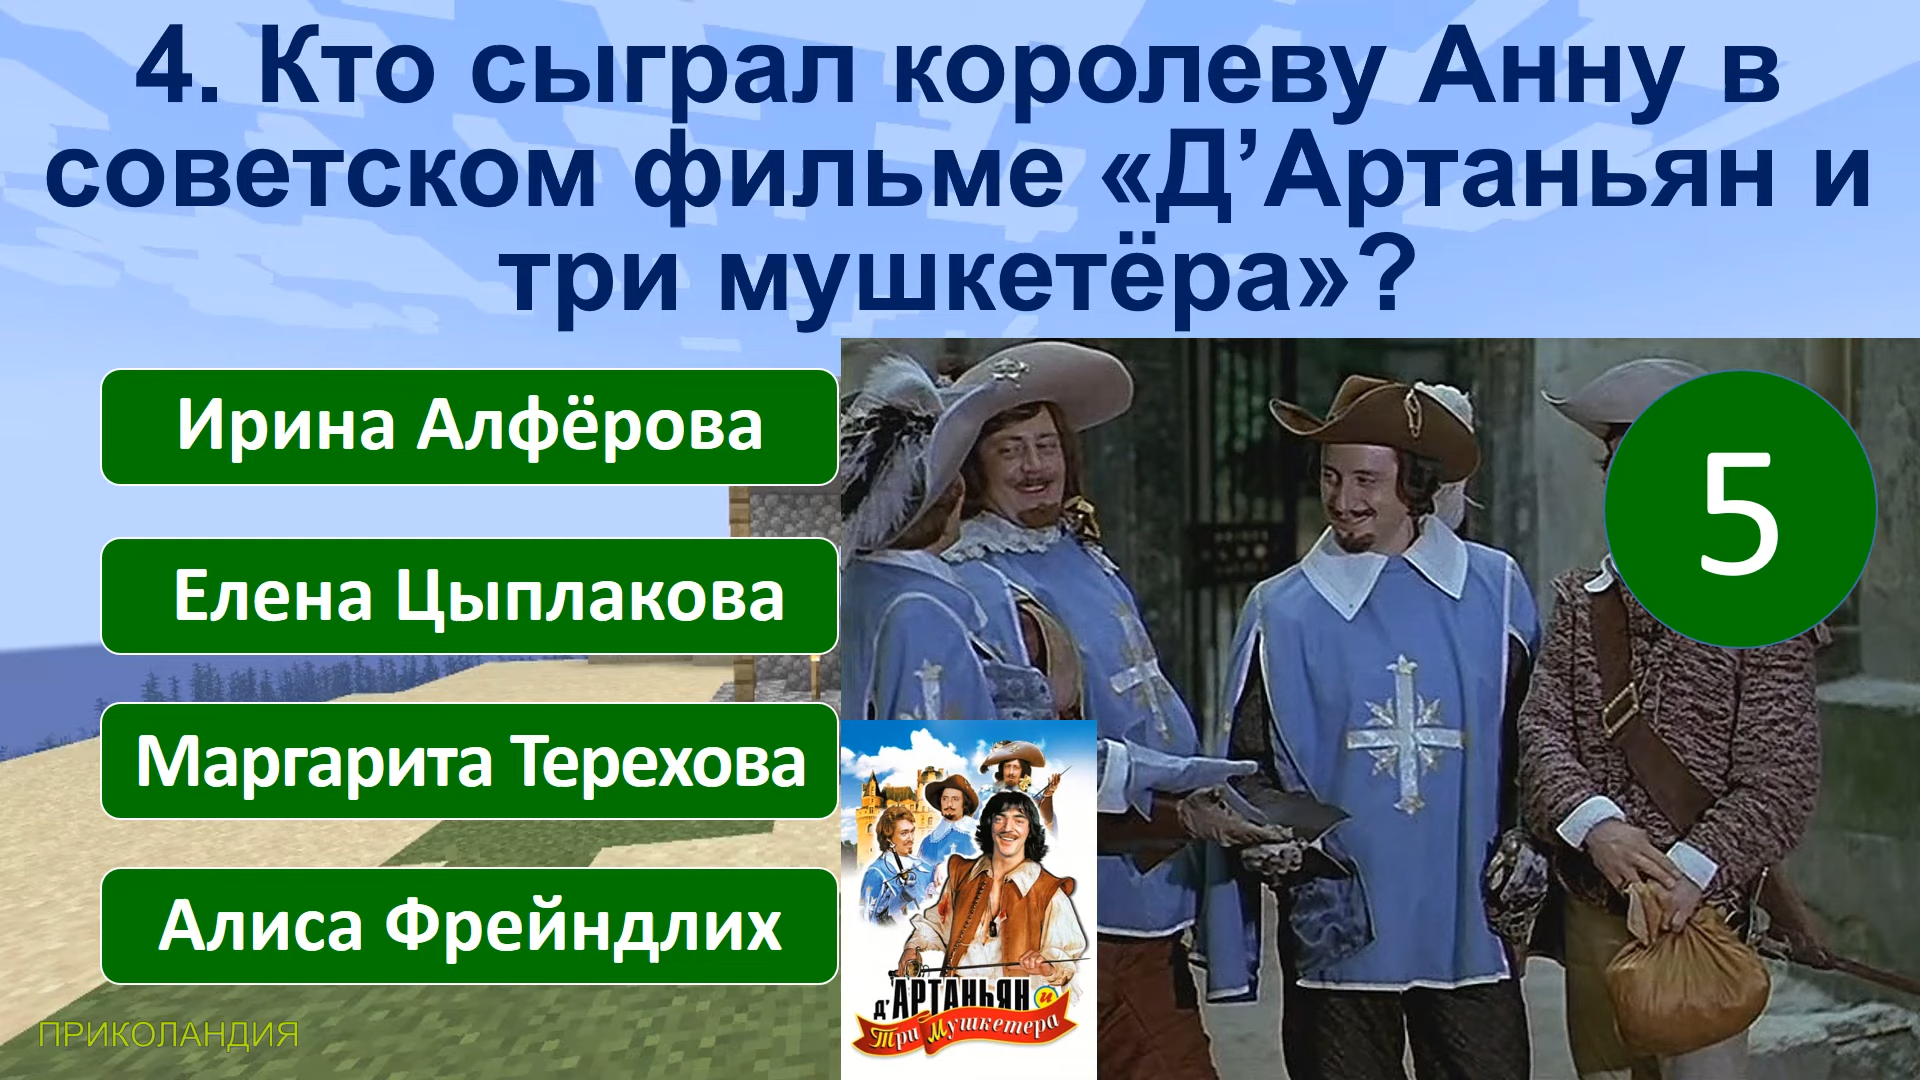 4. Кто сыграл королеву Анну в
советском фильме «Д’Артаньян и
три мушкетёра»?
Ирина Алфёрова
5
Елена Цыплакова
Маргарита Терехова
Алиса Фрейндлих
д'АРТАНЬЯН и
Три Мушкетера
ПРИКОЛАНДИЯ